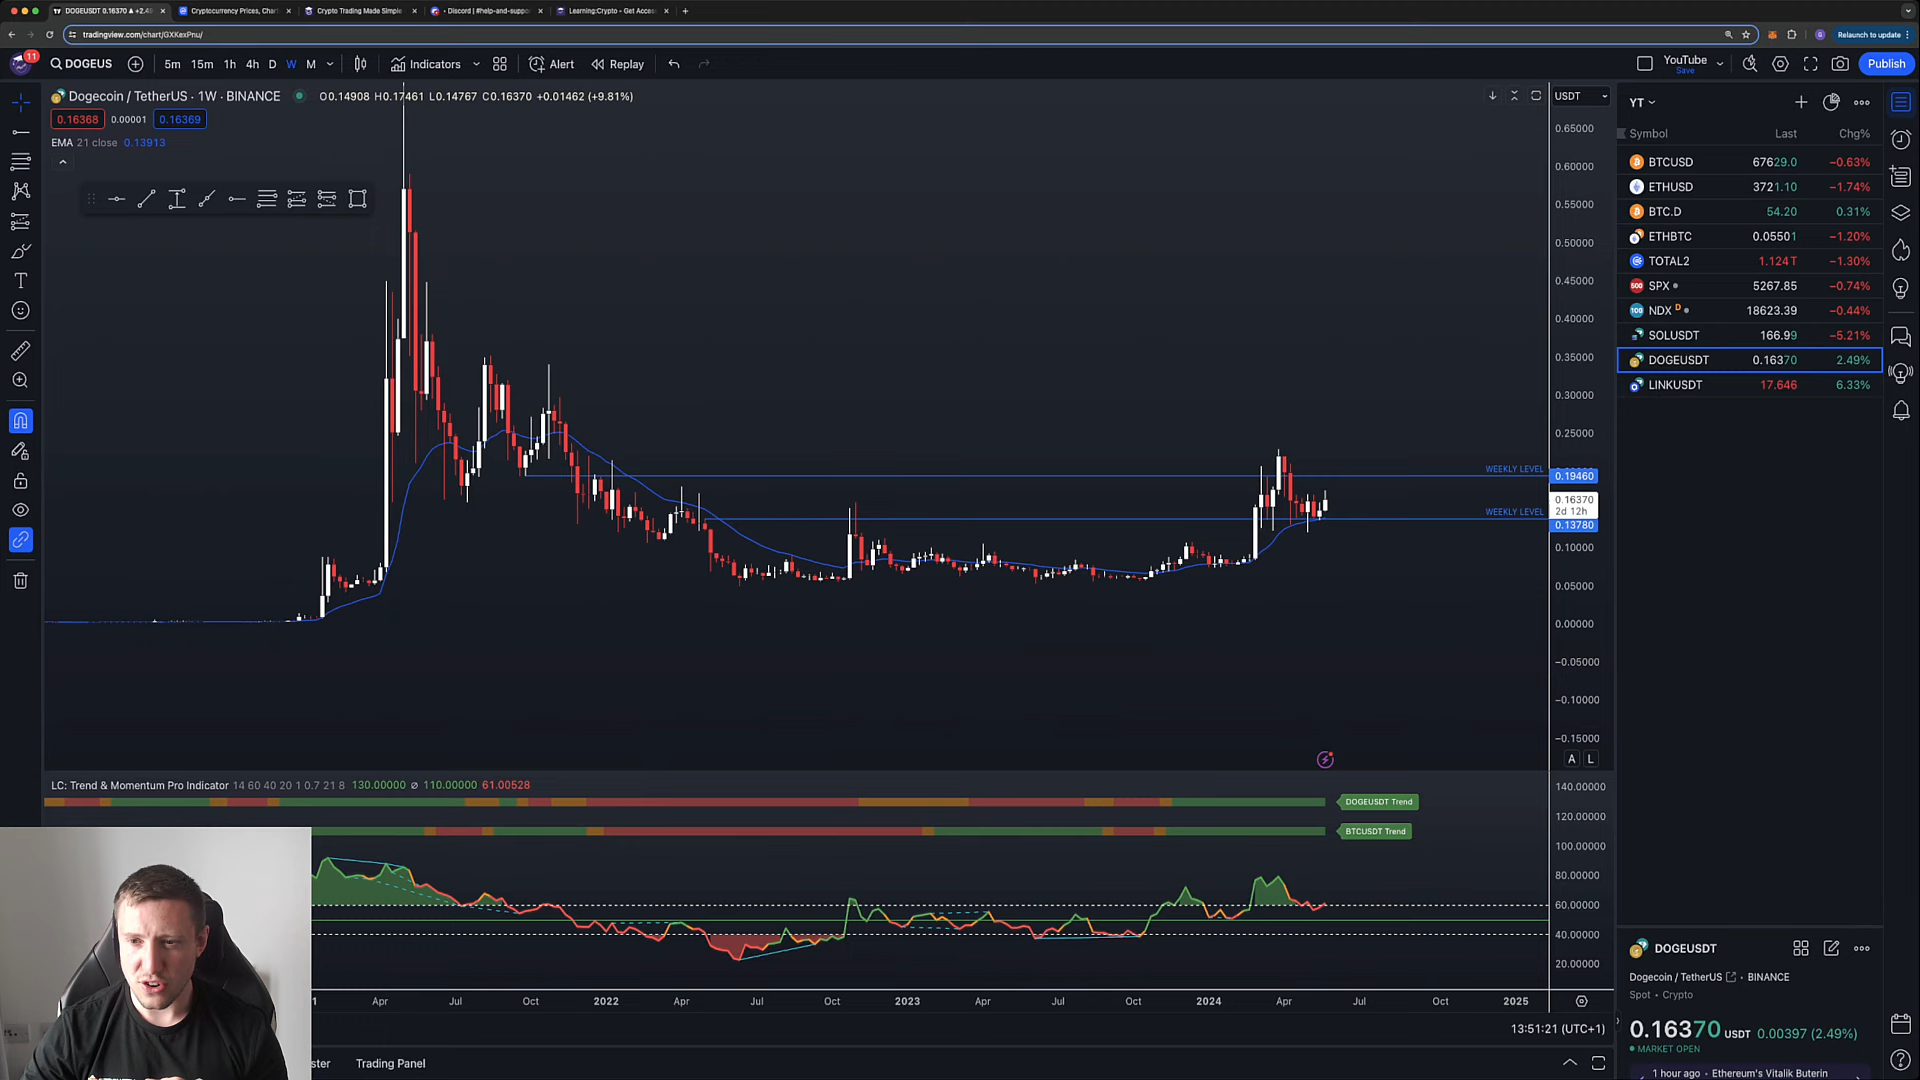 DOGEUSDT 0.16370 ▲ +2.49
Cryptocurrency Prices, Chart
Crypto Trading Made Simple
• Discord | #help-and-suppo
Learning:Crypto - Get Acces
tradingview.com/chart/GXKexPnu/
Relaunch to update
11
DOGEUS
5m 15m 1h 4h D W M
Indicators
Alert
Replay
YouTube
Save
Publish
Dogecoin / TetherUS · 1W · BINANCE
O0.14908 H0.17461 L0.14767 C0.16370 +0.01462 (+9.81%)
USDT
0.16368 0.00001 0.16369
EMA 21 close 0.13913
0.65000
0.60000
0.55000
0.50000
0.45000
0.40000
0.35000
0.30000
0.25000
WEEKLY LEVEL 0.19460
0.16370
2d 12h
WEEKLY LEVEL 0.13780
0.10000
0.05000
0.00000
−0.05000
−0.10000
−0.15000
A L
LC: Trend & Momentum Pro Indicator 14 60 40 20 1 0.7 21 8 130.00000 ø 110.00000 61.00528
DOGEUSDT Trend
BTCUSDT Trend
140.00000
120.00000
100.00000
80.00000
60.00000
40.00000
20.00000
1 Apr Jul Oct 2022 Apr Jul Oct 2023 Apr Jul Oct 2024 Apr Jul Oct 2025
13:51:21 (UTC+1)
ster Trading Panel
YT
Symbol Last Chg%
BTCUSD 67629.0 −0.63%
ETHUSD 3721.10 −1.74%
BTC.D 54.20 0.31%
ETHBTC 0.05501 −1.20%
TOTAL2 1.124T −1.30%
SPX 5267.85 −0.74%
NDX D 18623.39 −0.44%
SOLUSDT 166.99 −5.21%
DOGEUSDT 0.16370 2.49%
LINKUSDT 17.646 6.33%
DOGEUSDT
Dogecoin / TetherUS • BINANCE
Spot • Crypto
0.16370 USDT 0.00397 (2.49%)
MARKET OPEN
1 hour ago • Ethereum's Vitalik Buterin